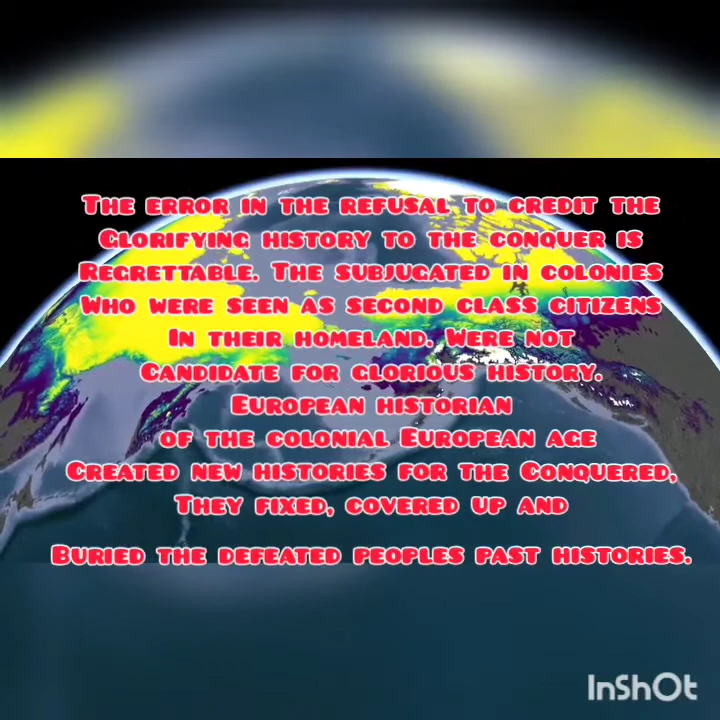 The error in the refusal to credit the
Glorifying history to the conquer is
Regrettable. The subjugated in colonies
Who were seen as second class citizens
In their homeland. Were not
Candidate for glorious history.
European historian
of the colonial European age
Created new histories for the Conquered,
They fixed, covered up and
Buried the defeated peoples past histories.
InShOt